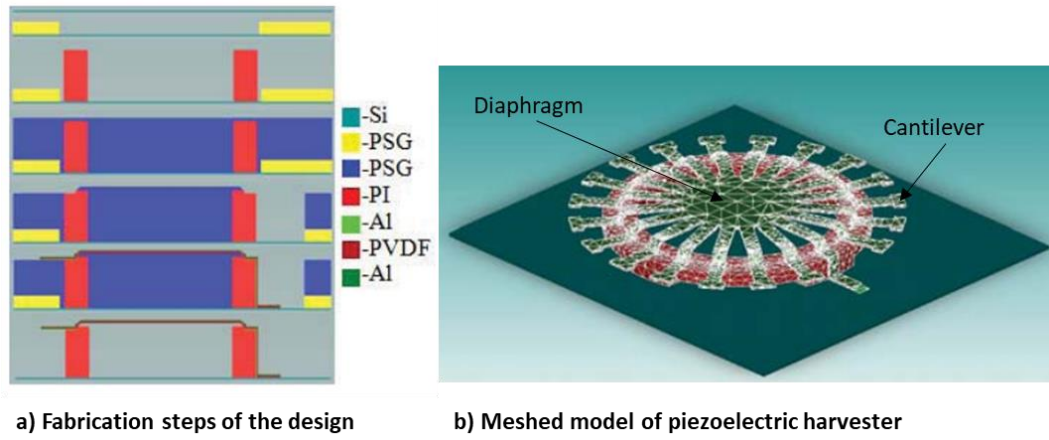 -Si
-PSG
-PSG
-PI
-Al
-PVDF
-Al
Diaphragm
Cantilever
a) Fabrication steps of the design
b) Meshed model of piezoelectric harvester